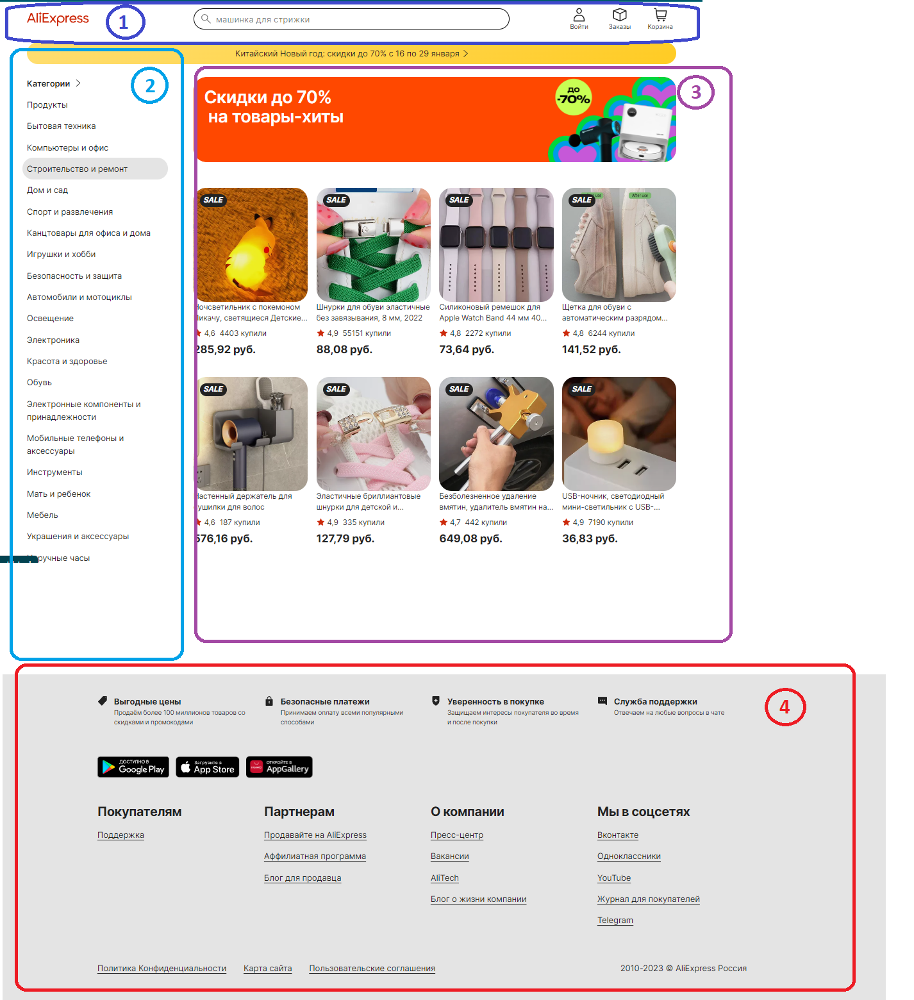 AliExpress
1
машинка для стрижки
Войти
Заказы
Корзина
Китайский Новый год: скидки до 70% с 16 по 29 января
2
Категории
Продукты
Бытовая техника
Компьютеры и офис
Строительство и ремонт
Дом и сад
Спорт и развлечения
Канцтовары для офиса и дома
Игрушки и хобби
Безопасность и защита
Автомобили и мотоциклы
Освещение
Электроника
Красота и здоровье
Обувь
Электронные компоненты и
принадлежности
Мобильные телефоны и
аксессуары
Инструменты
Мать и ребенок
Мебель
Украшения и аксессуары
Наручные часы
3
Скидки до 70%
на товары-хиты
ДО
-70%
SALE
SALE
SALE
SALE
After use
Ночсветильник с покемоном
Пикачу, светящиеся Детские...
4,6 4403 купили
285,92 руб.
Шнурки для обуви эластичные
без завязывания, 8 мм, 2022
4,9 55151 купили
88,08 руб.
Силиконовый ремешок для
Apple Watch Band 44 мм 40...
4,8 2272 купили
73,64 руб.
Щетка для обуви с
автоматическим разрядом...
4,8 6244 купили
141,52 руб.
SALE
SALE
SALE
SALE
Настенный держатель для
сушилки для волос
4,6 187 купили
576,16 руб.
Эластичные бриллиантовые
шнурки для детской и...
4,9 335 купили
127,79 руб.
Безболезненное удаление
вмятин, удалитель вмятин на...
4,7 442 купили
649,08 руб.
USB-ночник, светодиодный
мини-светильник с USB-...
4,9 7190 купили
36,83 руб.
4
Выгодные цены
Продаём более 100 миллионов товаров со
скидками и промокодами
Безопасные платежи
Принимаем оплату всеми популярными
способами
Уверенность в покупке
Защищаем интересы покупателя во время
и после покупки
Служба поддержки
Отвечаем на любые вопросы в чате
ДОСТУПНО В
Google Play
Загрузите в
App Store
HUAWEI
ОТКРОЙТЕ В
AppGallery
Покупателям
Поддержка
Партнерам
Продавайте на AliExpress
Аффилиатная программа
Блог для продавца
О компании
Пресс-центр
Вакансии
AliTech
Блог о жизни компании
Мы в соцсетях
Вконтакте
Одноклассники
YouTube
Журнал для покупателей
Telegram
Политика Конфиденциальности
Карта сайта
Пользовательские соглашения
2010-2023 © AliExpress Россия